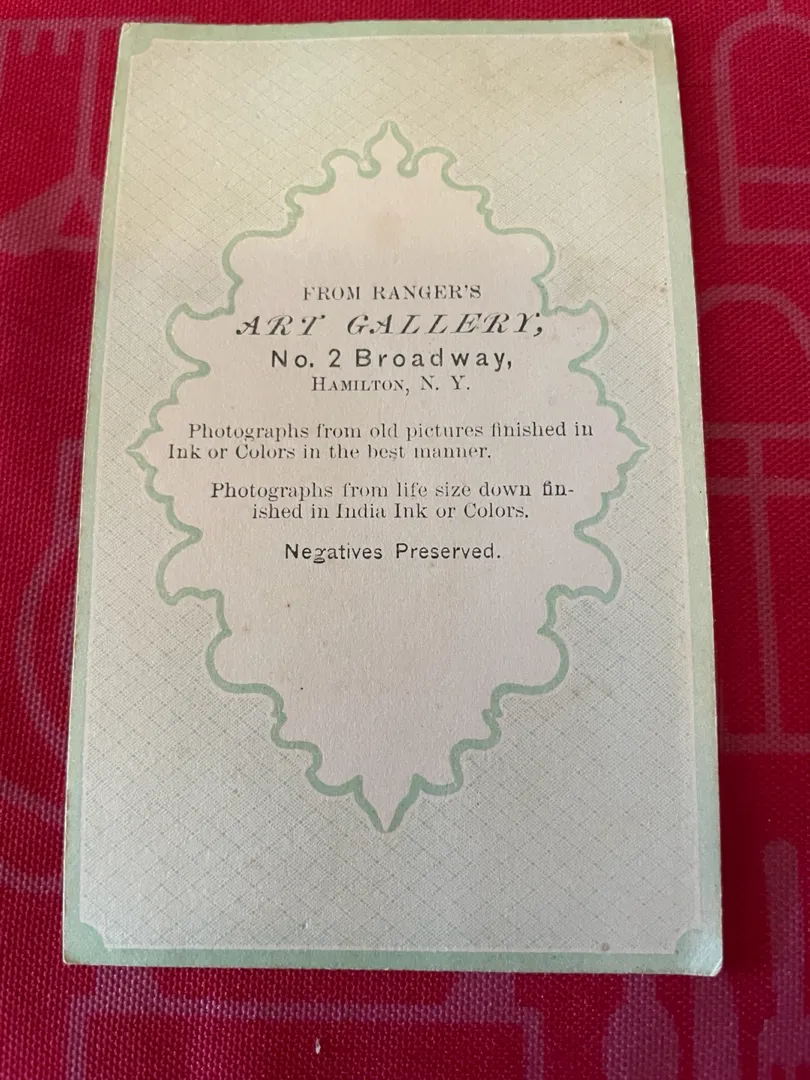 FROM RANGER'S
ART GALLERY,
No. 2 Broadway,
HAMILTON, N. Y.
Photographs from old pictures finished in
Ink or Colors in the best manner.
Photographs from life size down fin-
ished in India Ink or Colors.
Negatives Preserved.